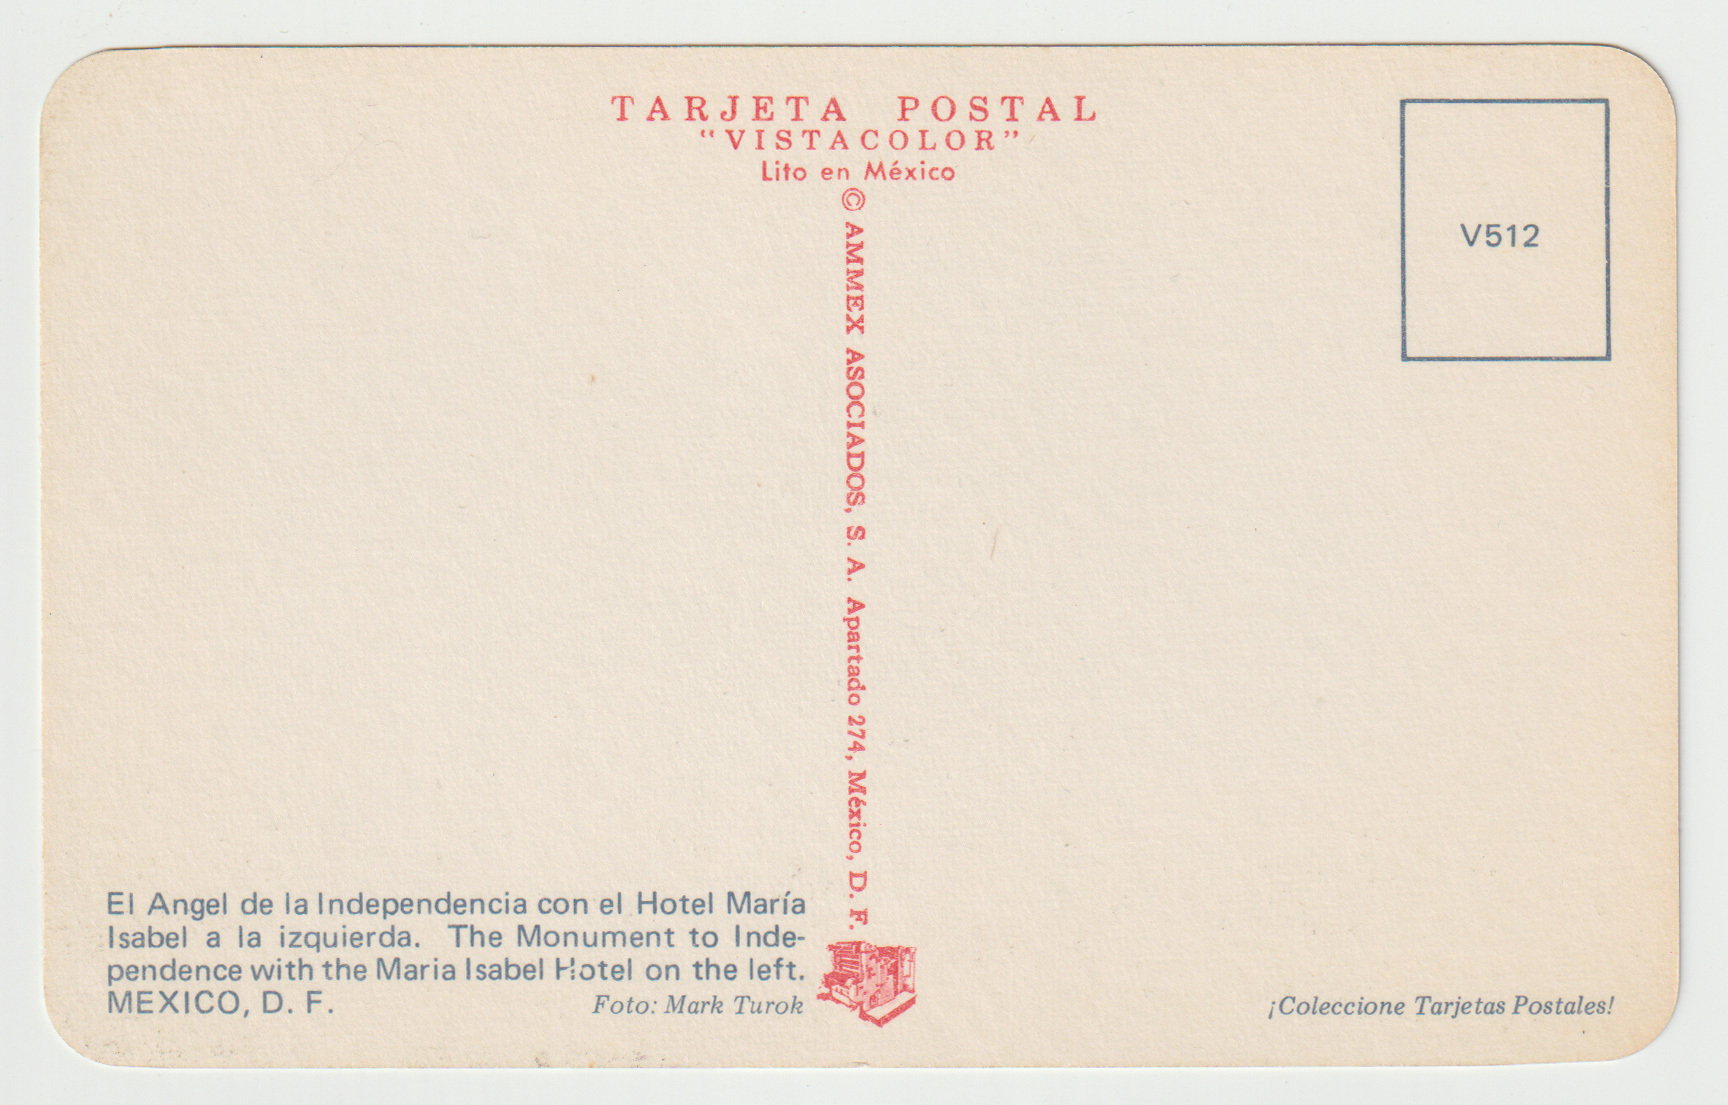 TARJETA POSTAL
“VISTACOLOR”
Lito en México
© AMMEX ASOCIADOS, S. A. Apartado 274, México, D. F.
V512
El Angel de la Independencia con el Hotel María
Isabel a la izquierda. The Monument to Inde-
pendence with the Maria Isabel Hotel on the left.
MEXICO, D. F.
Foto: Mark Turok
¡Coleccione Tarjetas Postales!